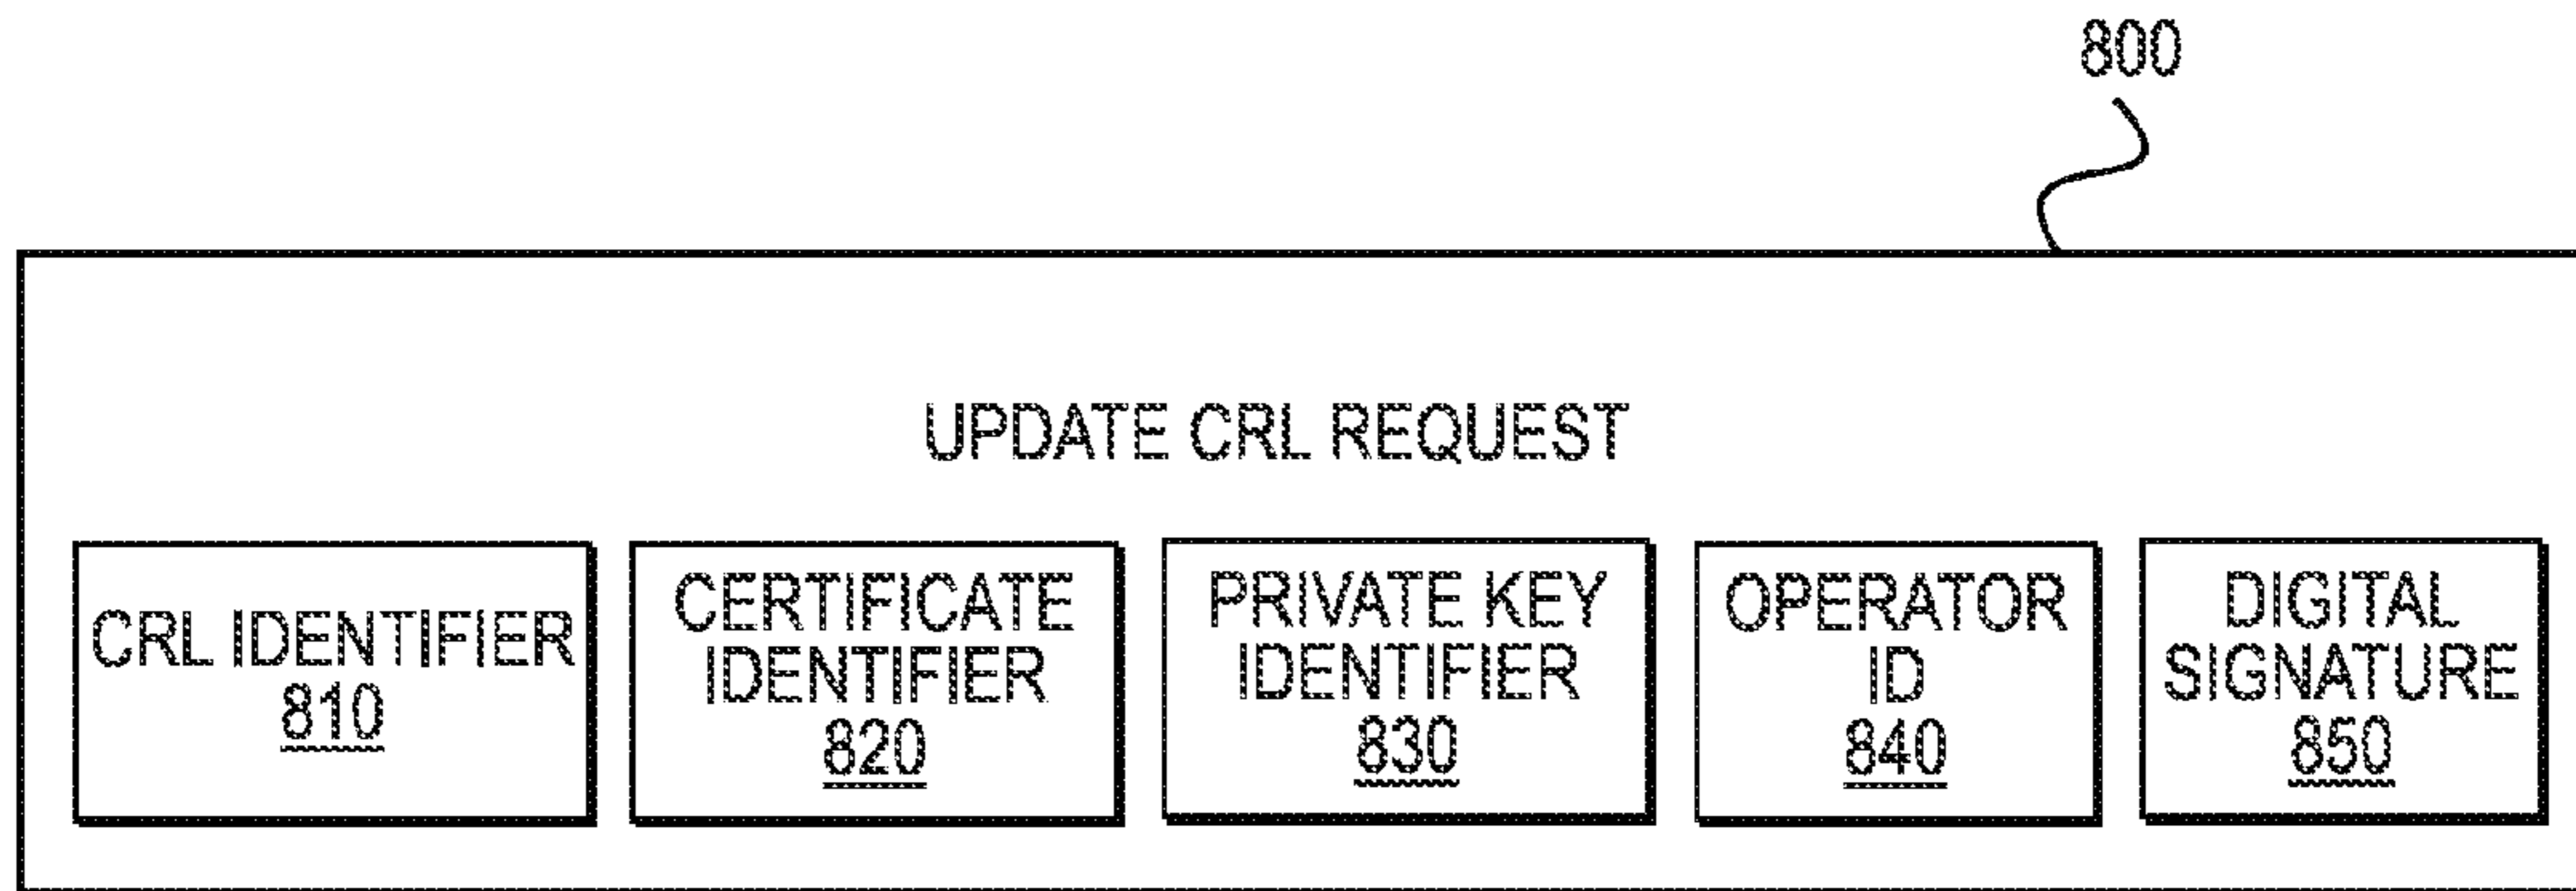 800
UPDATE CRL REQUEST
CRL IDENTIFIER
810
CERTIFICATE
IDENTIFIER
820
PRIVATE KEY
IDENTIFIER
830
OPERATOR
ID
840
DIGITAL
SIGNATURE
850